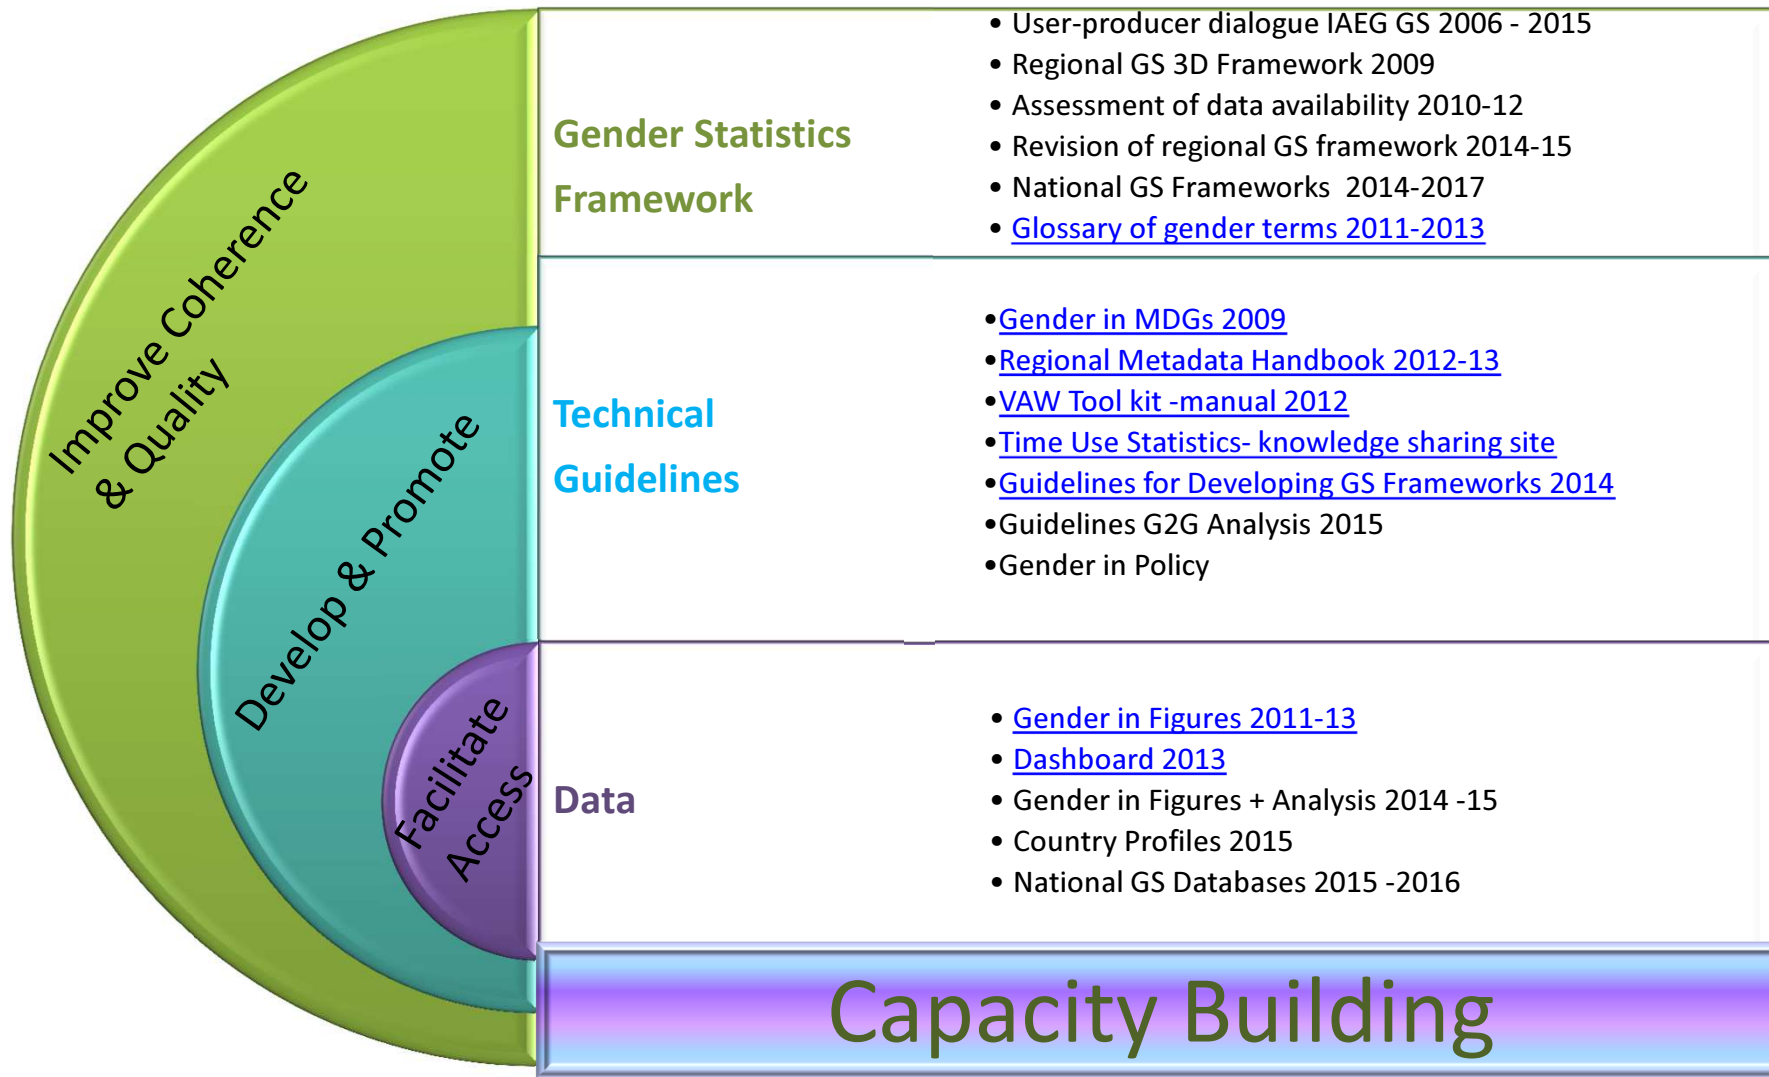 Improve Coherence
& Quality
Develop & Promote
Facilitate
Access
Gender Statistics
Framework
• User-producer dialogue IAEG GS 2006 - 2015
• Regional GS 3D Framework 2009
• Assessment of data availability 2010-12
• Revision of regional GS framework 2014-15
• National GS Frameworks 2014-2017
• Glossary of gender terms 2011-2013
Technical
Guidelines
•Gender in MDGs 2009
•Regional Metadata Handbook 2012-13
•VAW Tool kit -manual 2012
•Time Use Statistics- knowledge sharing site
•Guidelines for Developing GS Frameworks 2014
•Guidelines G2G Analysis 2015
•Gender in Policy
Data
• Gender in Figures 2011-13
• Dashboard 2013
• Gender in Figures + Analysis 2014 -15
• Country Profiles 2015
• National GS Databases 2015 -2016
Capacity Building